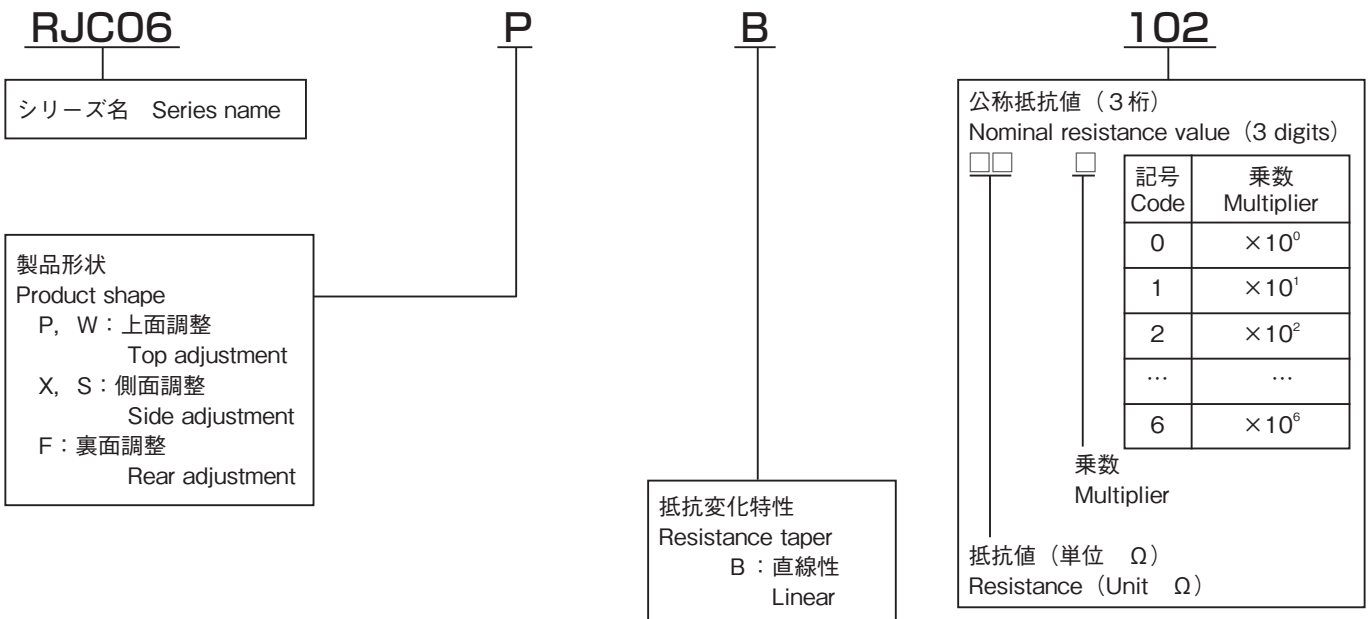 RJC06 P B 102
シリーズ名 Series name
製品形状
Product shape
P，W：上面調整
Top adjustment
X，S：側面調整
Side adjustment
F：裏面調整
Rear adjustment
抵抗変化特性
Resistance taper
B：直線性
Linear
公称抵抗値（3桁）
Nominal resistance value（3 digits）
□□ □
記号 乗数
Code Multiplier
0 ×10⁰
1 ×10¹
2 ×10²
… …
6 ×10⁶
乗数
Multiplier
抵抗値（単位 Ω）
Resistance（Unit Ω）